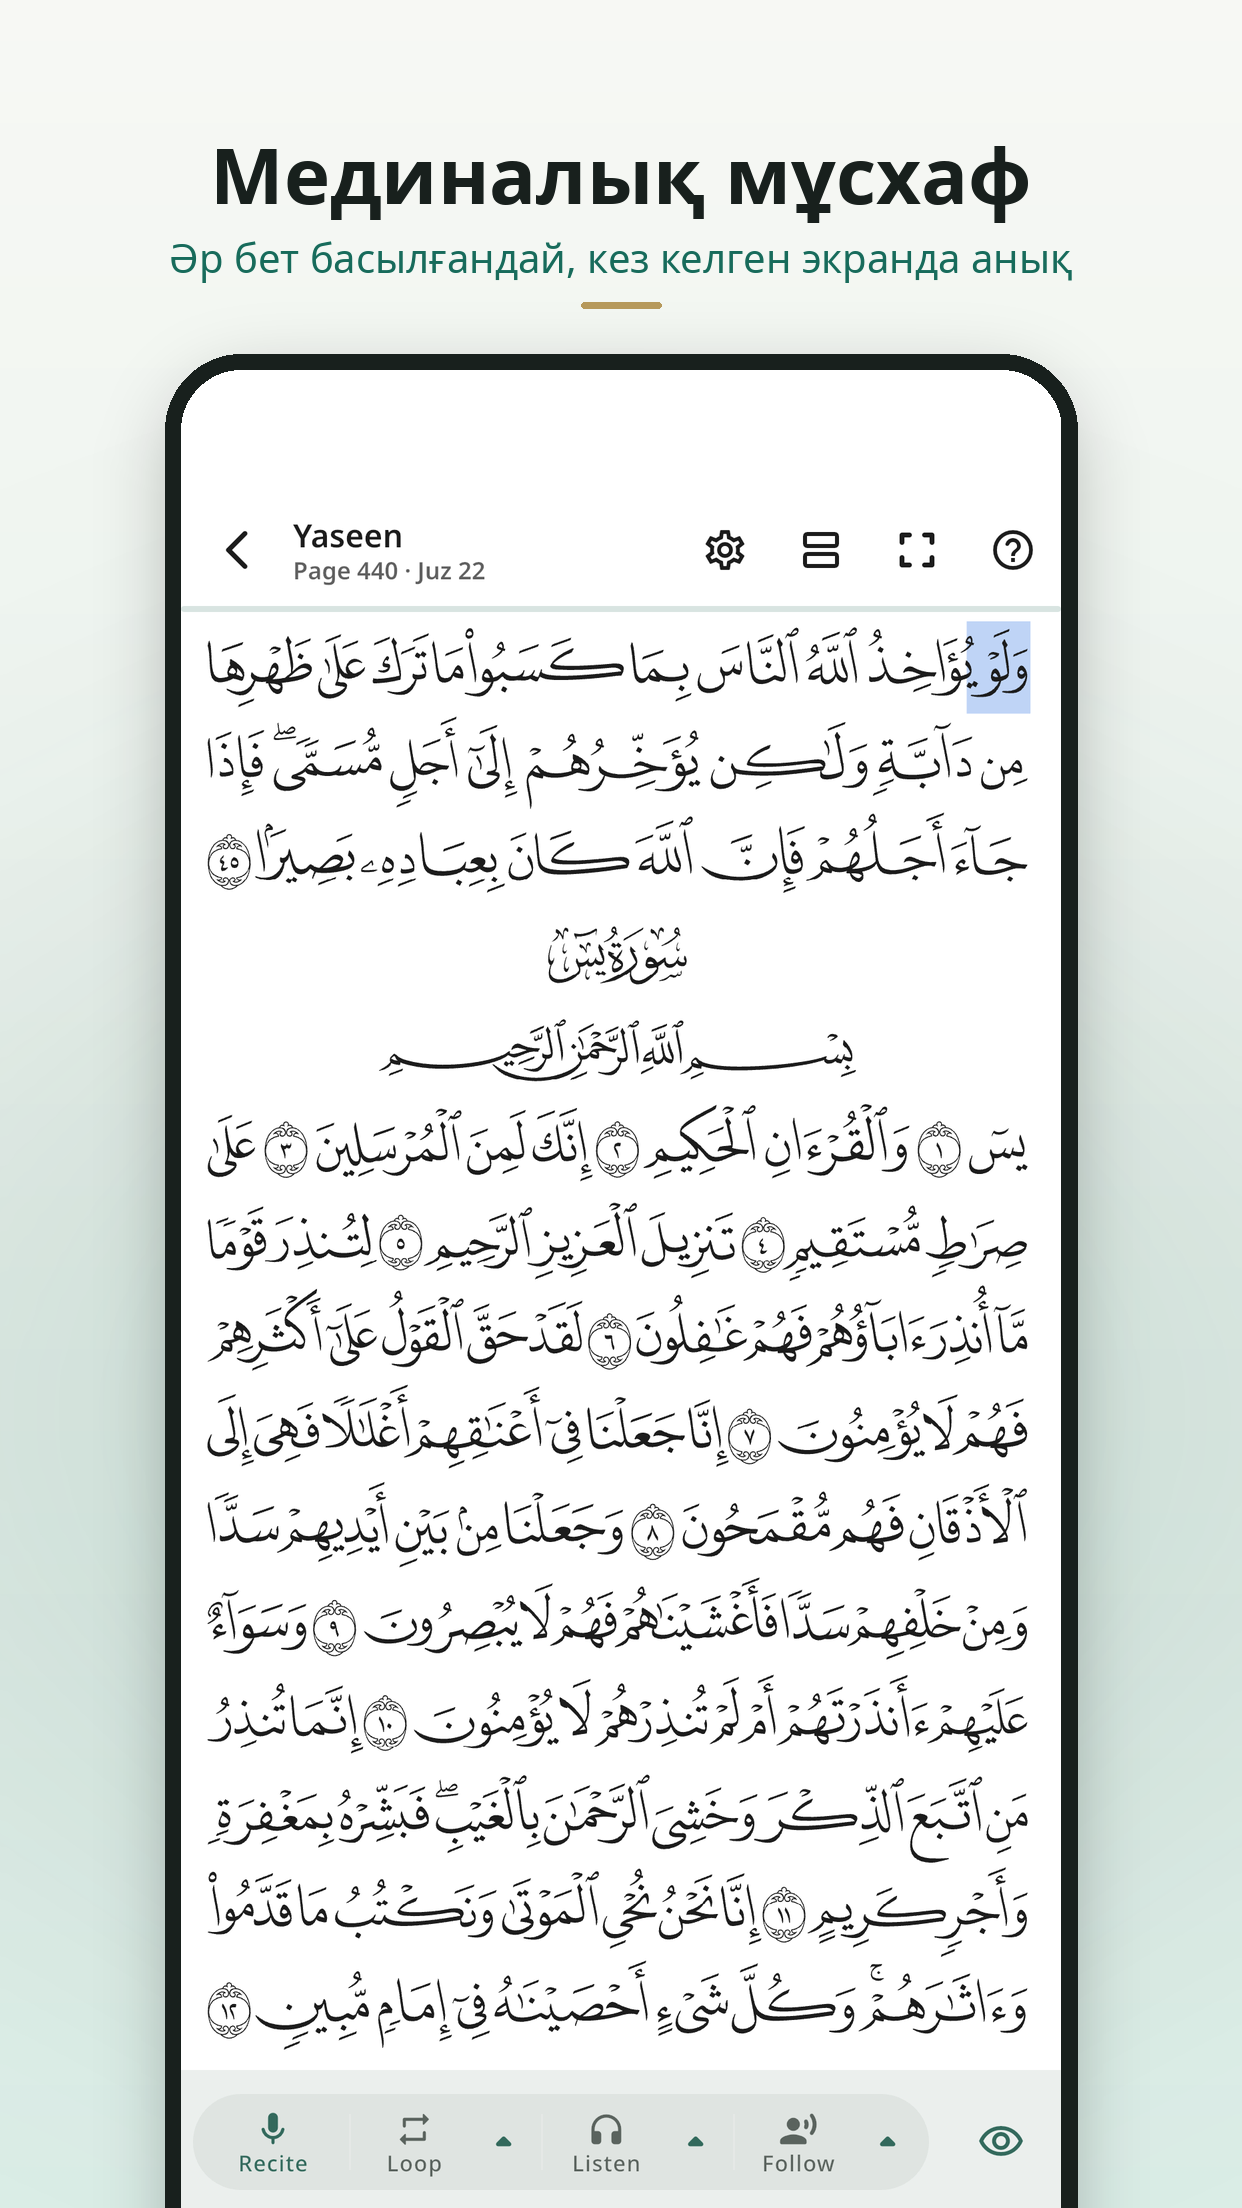 Мединалық мұсхаф
Әр бет басылғандай, кез келген экранда анық
Yaseen
Page 440 · Juz 22
وَلَوْ يُؤَاخِذُ ٱللَّهُ ٱلنَّاسَ بِمَا كَسَبُوا۟ مَا تَرَكَ عَلَىٰ ظَهْرِهَا
مِن دَآبَّةٍ وَلَٰكِن يُؤَخِّرُهُمْ إِلَىٰٓ أَجَلٍ مُّسَمًّى ۖ فَإِذَا
جَآءَ أَجَلُهُمْ فَإِنَّ ٱللَّهَ كَانَ بِعِبَادِهِۦ بَصِيرًۢا ٤٥
سُورَةُ يسٓ
بِسْمِ ٱللَّهِ ٱلرَّحْمَٰنِ ٱلرَّحِيمِ
يسٓ ١ وَٱلْقُرْءَانِ ٱلْحَكِيمِ ٢ إِنَّكَ لَمِنَ ٱلْمُرْسَلِينَ ٣ عَلَىٰ
صِرَٰطٍ مُّسْتَقِيمٍ ٤ تَنزِيلَ ٱلْعَزِيزِ ٱلرَّحِيمِ ٥ لِتُنذِرَ قَوْمًا
مَّآ أُنذِرَ ءَابَآؤُهُمْ فَهُمْ غَٰفِلُونَ ٦ لَقَدْ حَقَّ ٱلْقَوْلُ عَلَىٰٓ أَكْثَرِهِمْ
فَهُمْ لَا يُؤْمِنُونَ ٧ إِنَّا جَعَلْنَا فِىٓ أَعْنَٰقِهِمْ أَغْلَٰلًا فَهِىَ إِلَى
ٱلْأَذْقَانِ فَهُم مُّقْمَحُونَ ٨ وَجَعَلْنَا مِنۢ بَيْنِ أَيْدِيهِمْ سَدًّا
وَمِنْ خَلْفِهِمْ سَدًّا فَأَغْشَيْنَٰهُمْ فَهُمْ لَا يُبْصِرُونَ ٩ وَسَوَآءٌ
عَلَيْهِمْ ءَأَنذَرْتَهُمْ أَمْ لَمْ تُنذِرْهُمْ لَا يُؤْمِنُونَ ١٠ إِنَّمَا تُنذِرُ
مَنِ ٱتَّبَعَ ٱلذِّكْرَ وَخَشِىَ ٱلرَّحْمَٰنَ بِٱلْغَيْبِ ۖ فَبَشِّرْهُ بِمَغْفِرَةٍ
وَأَجْرٍ كَرِيمٍ ١١ إِنَّا نَحْنُ نُحْىِ ٱلْمَوْتَىٰ وَنَكْتُبُ مَا قَدَّمُوا۟
وَءَاثَٰرَهُمْ ۚ وَكُلَّ شَىْءٍ أَحْصَيْنَٰهُ فِىٓ إِمَامٍ مُّبِينٍ ١٢
Recite
Loop
Listen
Follow